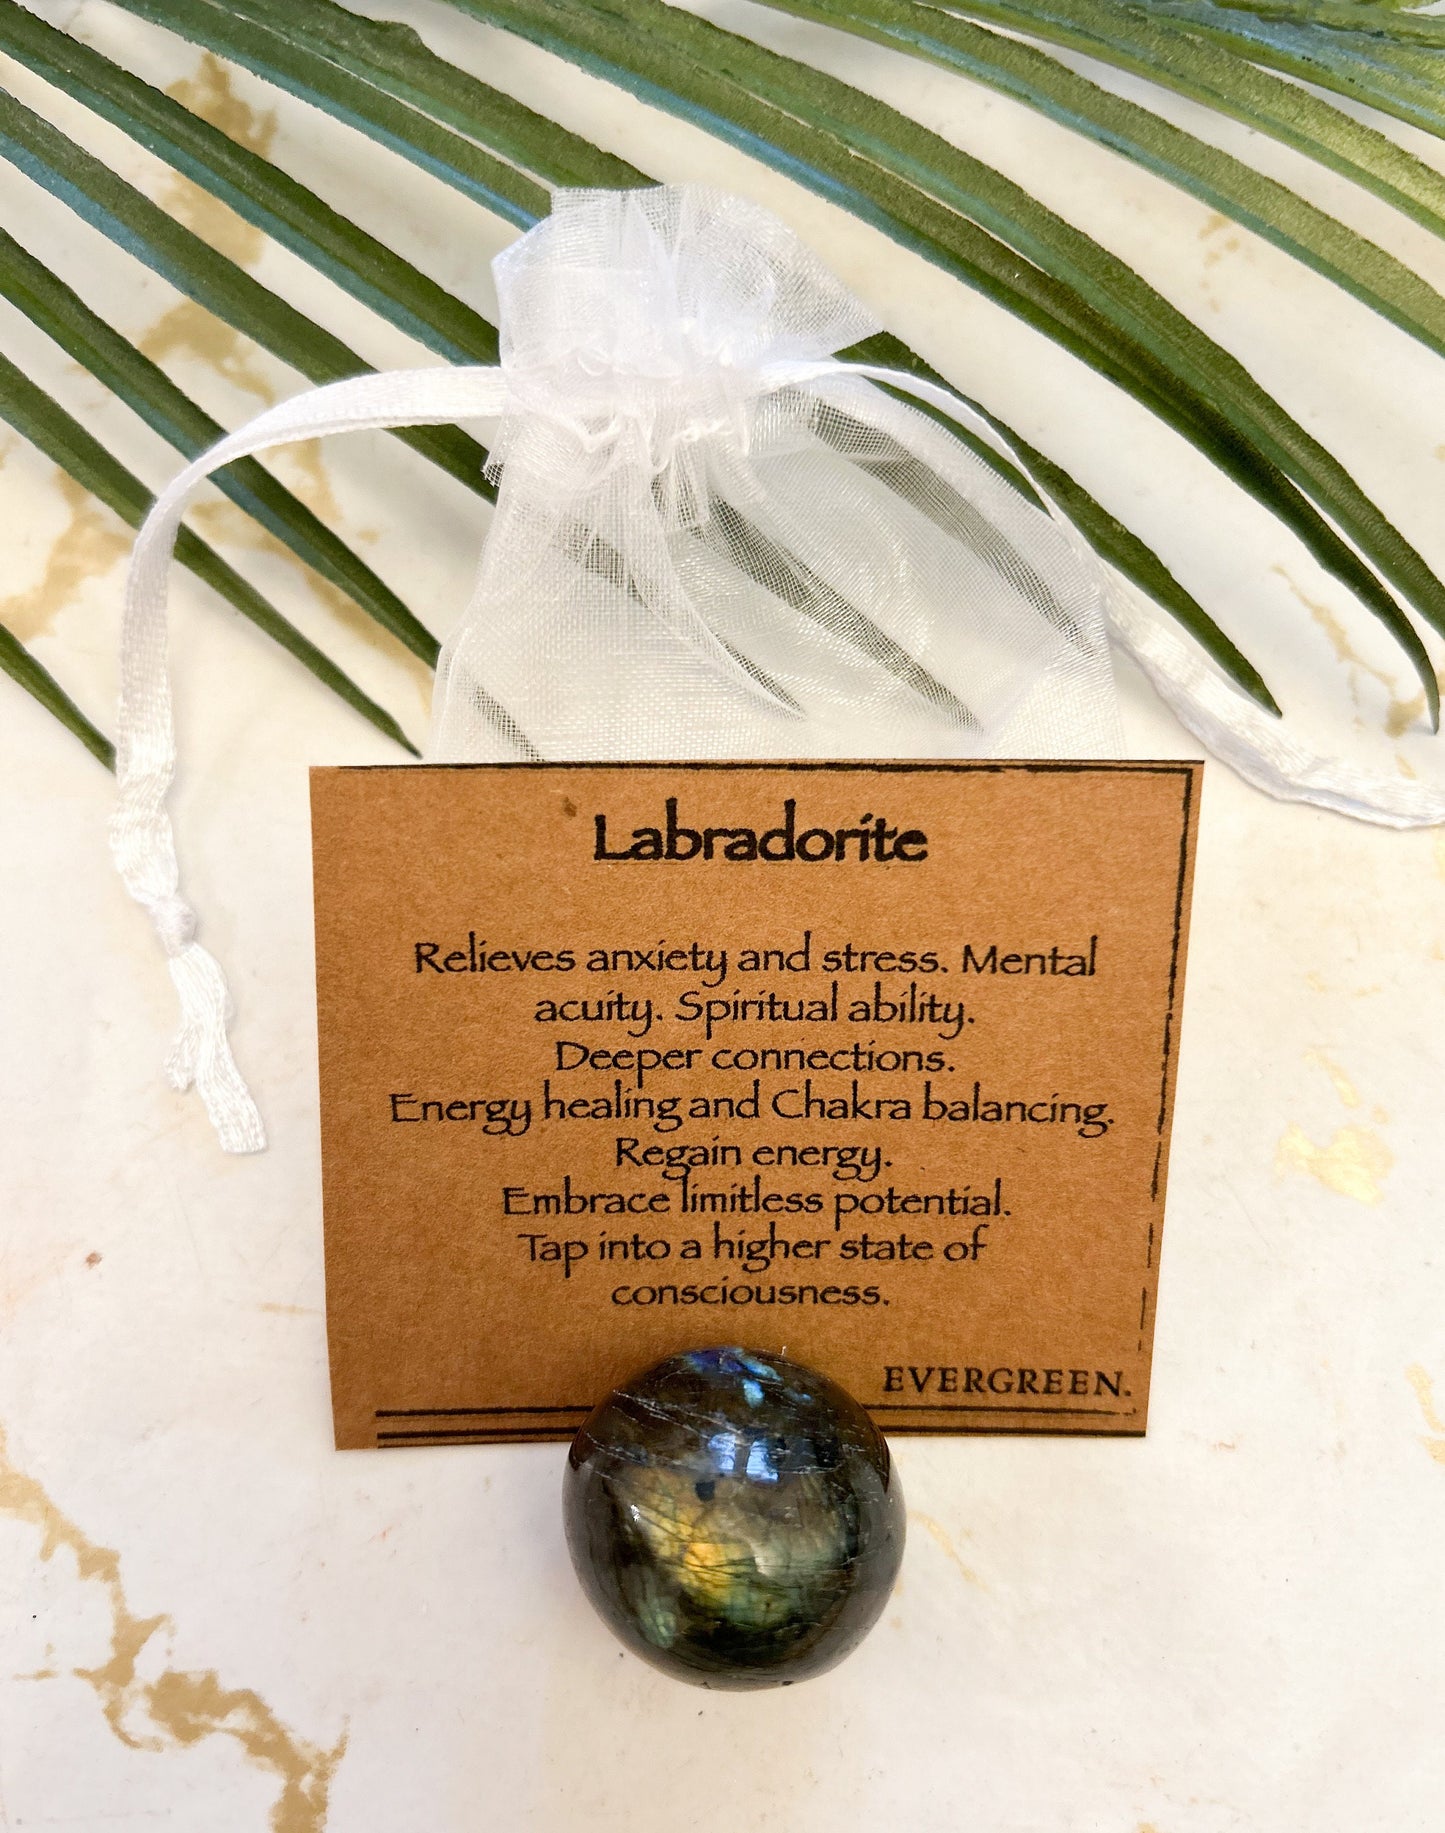 Labradorite
Relieves anxiety and stress. Mental
acuity. Spiritual ability.
Deeper connections.
Energy healing and Chakra balancing.
Regain energy.
Embrace limitless potential.
Tap into a higher state of
consciousness.
EVERGREEN.